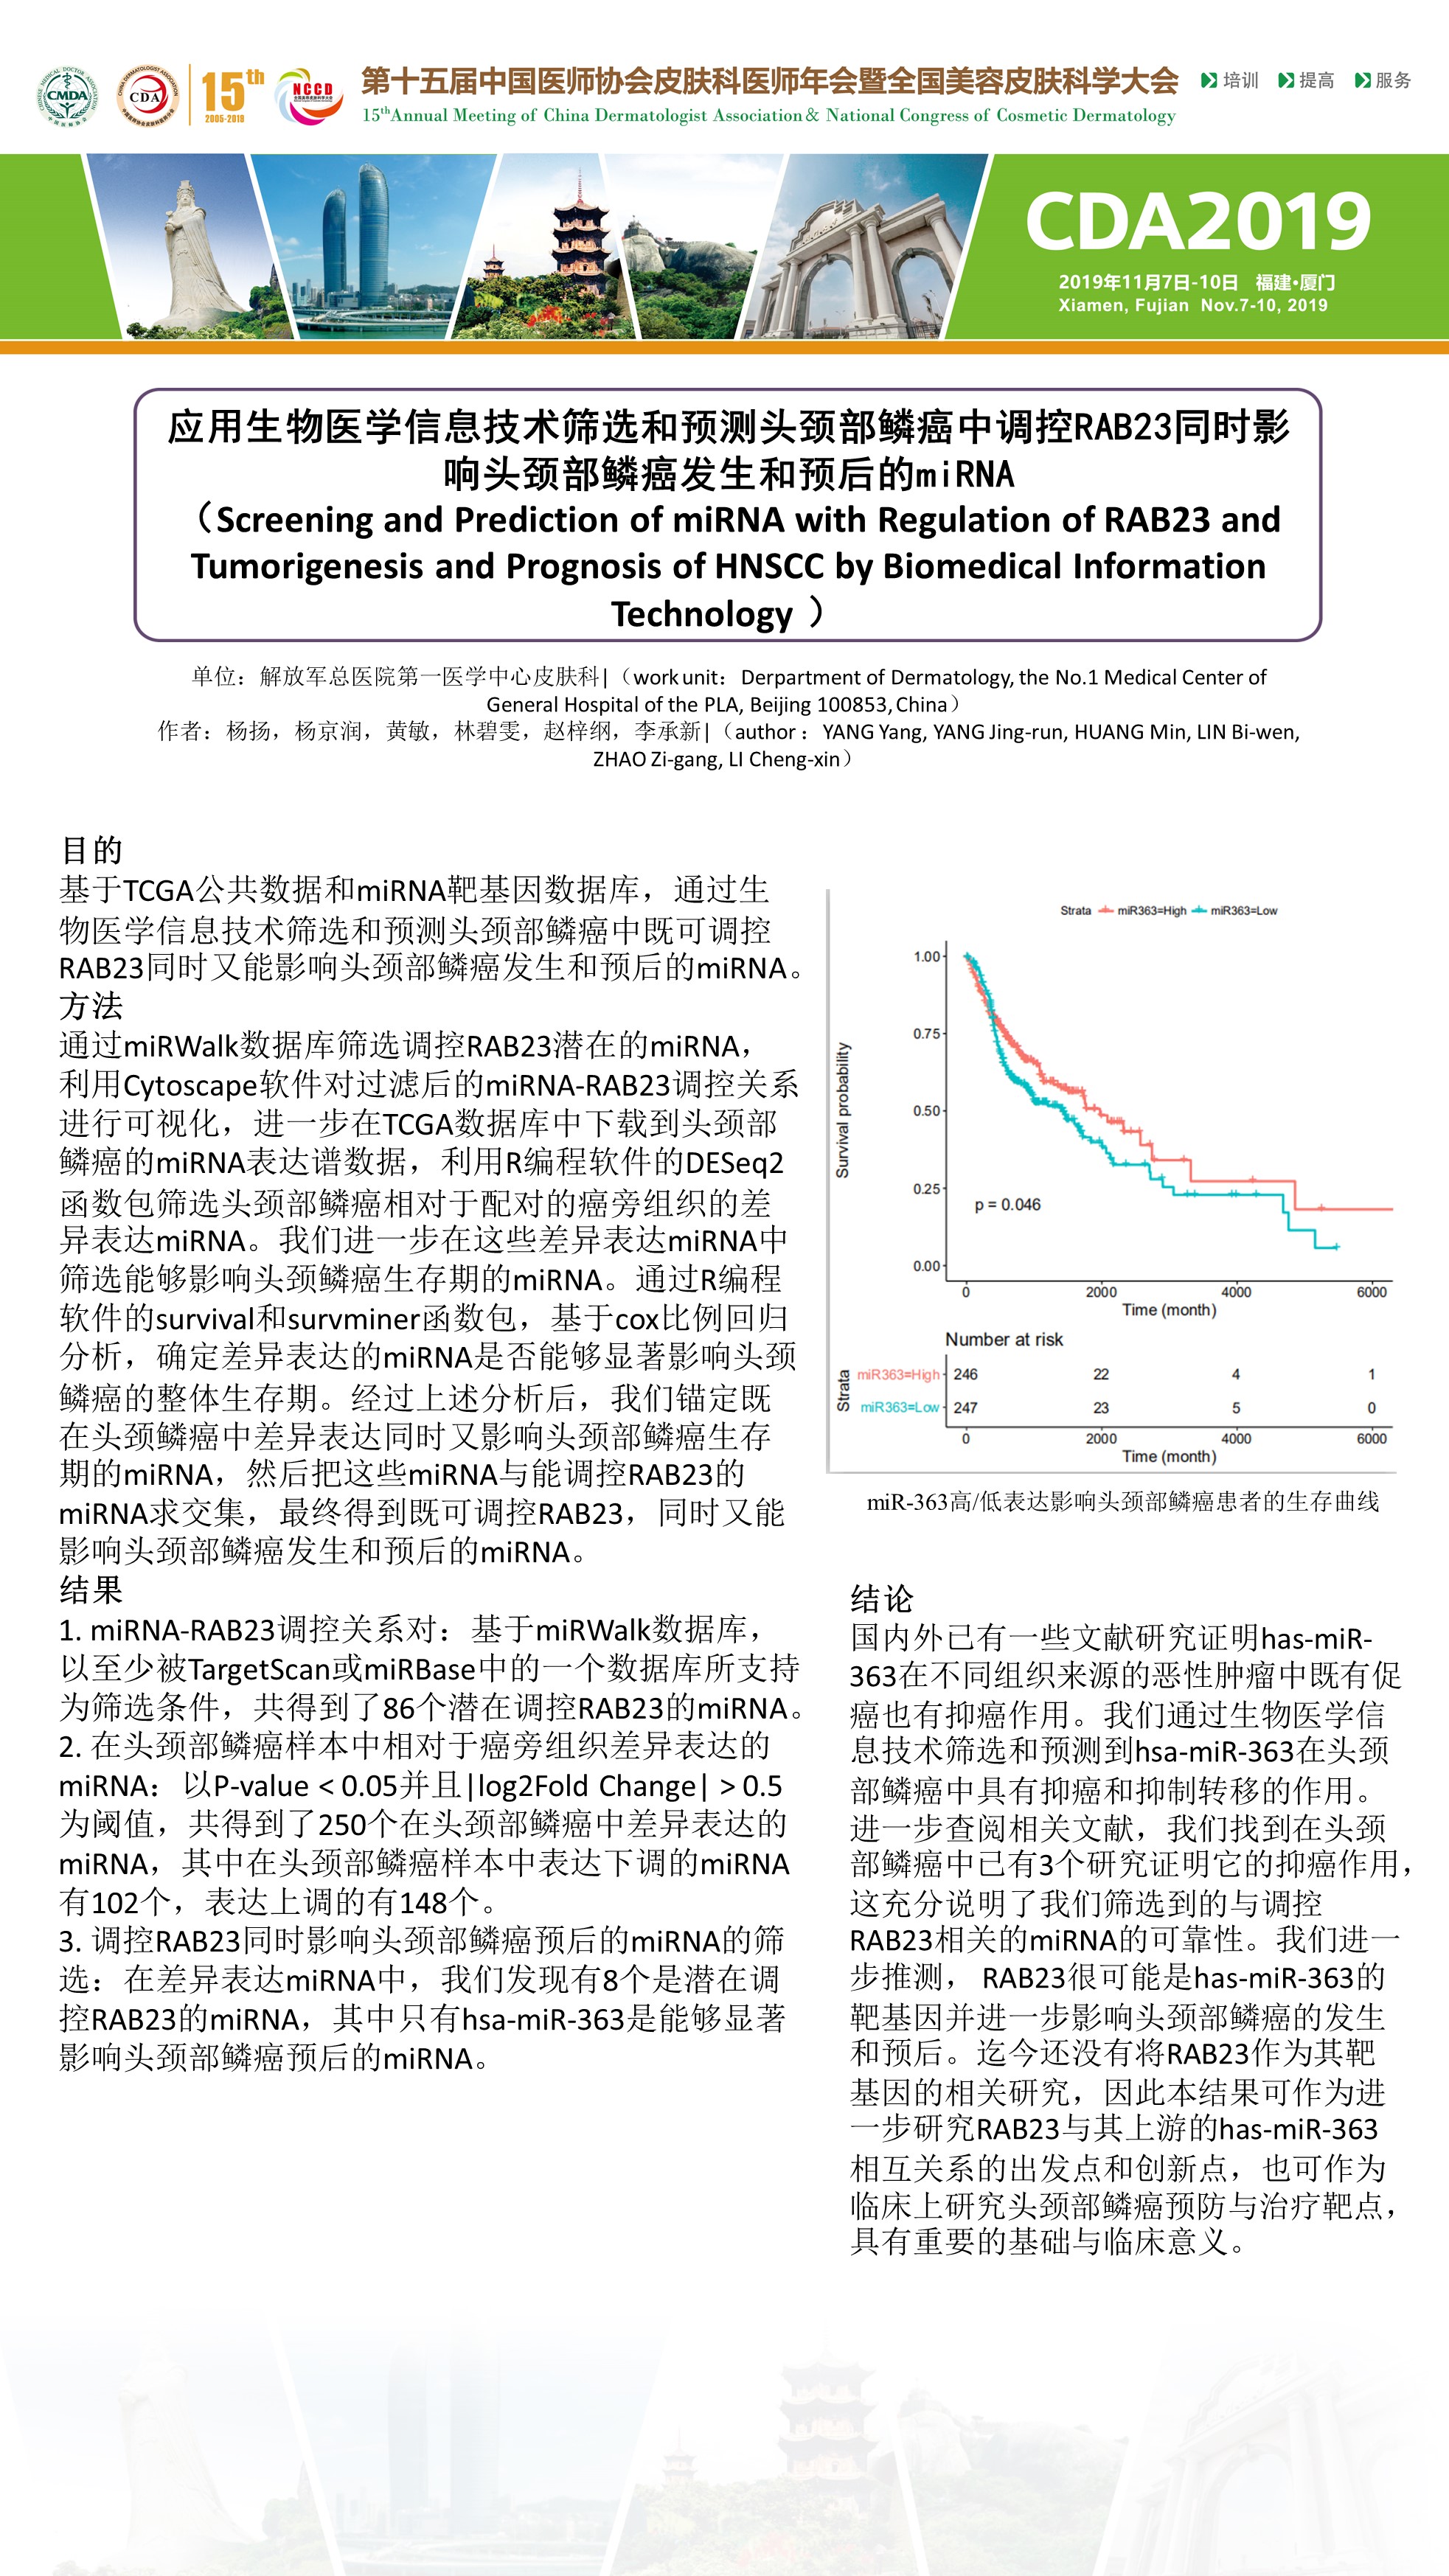 CMDA
CDA
15th
2005-2019
NCCD
第十五届中国医师协会皮肤科医师年会暨全国美容皮肤科学大会
15thAnnual Meeting of China Dermatologist Association& National Congress of Cosmetic Dermatology
培训 提高 服务
CDA2019
2019年11月7日-10日 福建•厦门
Xiamen, Fujian Nov.7-10, 2019
应用生物医学信息技术筛选和预测头颈部鳞癌中调控RAB23同时影
响头颈部鳞癌发生和预后的miRNA
（Screening and Prediction of miRNA with Regulation of RAB23 and
Tumorigenesis and Prognosis of HNSCC by Biomedical Information
Technology ）
单位：解放军总医院第一医学中心皮肤科|（work unit：Derpartment of Dermatology, the No.1 Medical Center of
General Hospital of the PLA, Beijing 100853, China）
作者：杨扬，杨京润，黄敏，林碧雯，赵梓纲，李承新|（author：YANG Yang, YANG Jing-run, HUANG Min, LIN Bi-wen,
ZHAO Zi-gang, LI Cheng-xin）
目的
基于TCGA公共数据和miRNA靶基因数据库，通过生
物医学信息技术筛选和预测头颈部鳞癌中既可调控
RAB23同时又能影响头颈部鳞癌发生和预后的miRNA。
方法
通过miRWalk数据库筛选调控RAB23潜在的miRNA，
利用Cytoscape软件对过滤后的miRNA-RAB23调控关系
进行可视化，进一步在TCGA数据库中下载到头颈部
鳞癌的miRNA表达谱数据，利用R编程软件的DESeq2
函数包筛选头颈部鳞癌相对于配对的癌旁组织的差
异表达miRNA。我们进一步在这些差异表达miRNA中
筛选能够影响头颈鳞癌生存期的miRNA。通过R编程
软件的survival和survminer函数包，基于cox比例回归
分析，确定差异表达的miRNA是否能够显著影响头颈
鳞癌的整体生存期。经过上述分析后，我们锚定既
在头颈鳞癌中差异表达同时又影响头颈部鳞癌生存
期的miRNA，然后把这些miRNA与能调控RAB23的
miRNA求交集，最终得到既可调控RAB23，同时又能
影响头颈部鳞癌发生和预后的miRNA。
结果
1. miRNA-RAB23调控关系对：基于miRWalk数据库，
以至少被TargetScan或miRBase中的一个数据库所支持
为筛选条件，共得到了86个潜在调控RAB23的miRNA。
2. 在头颈部鳞癌样本中相对于癌旁组织差异表达的
miRNA：以P-value < 0.05并且|log2Fold Change| > 0.5
为阈值，共得到了250个在头颈部鳞癌中差异表达的
miRNA，其中在头颈部鳞癌样本中表达下调的miRNA
有102个，表达上调的有148个。
3. 调控RAB23同时影响头颈部鳞癌预后的miRNA的筛
选：在差异表达miRNA中，我们发现有8个是潜在调
控RAB23的miRNA，其中只有hsa-miR-363是能够显著
影响头颈部鳞癌预后的miRNA。
Strata miR363=High miR363=Low
Survival probability
1.00
0.75
0.50
0.25
0.00
p = 0.046
0 2000 4000 6000
Time (month)
Number at risk
Strata
miR363=High 246 22 4 1
miR363=Low 247 23 5 0
0 2000 4000 6000
Time (month)
miR-363高/低表达影响头颈部鳞癌患者的生存曲线
结论
国内外已有一些文献研究证明has-miR-
363在不同组织来源的恶性肿瘤中既有促
癌也有抑癌作用。我们通过生物医学信
息技术筛选和预测到hsa-miR-363在头颈
部鳞癌中具有抑癌和抑制转移的作用。
进一步查阅相关文献，我们找到在头颈
部鳞癌中已有3个研究证明它的抑癌作用，
这充分说明了我们筛选到的与调控
RAB23相关的miRNA的可靠性。我们进一
步推测， RAB23很可能是has-miR-363的
靶基因并进一步影响头颈部鳞癌的发生
和预后。迄今还没有将RAB23作为其靶
基因的相关研究，因此本结果可作为进
一步研究RAB23与其上游的has-miR-363
相互关系的出发点和创新点，也可作为
临床上研究头颈部鳞癌预防与治疗靶点，
具有重要的基础与临床意义。